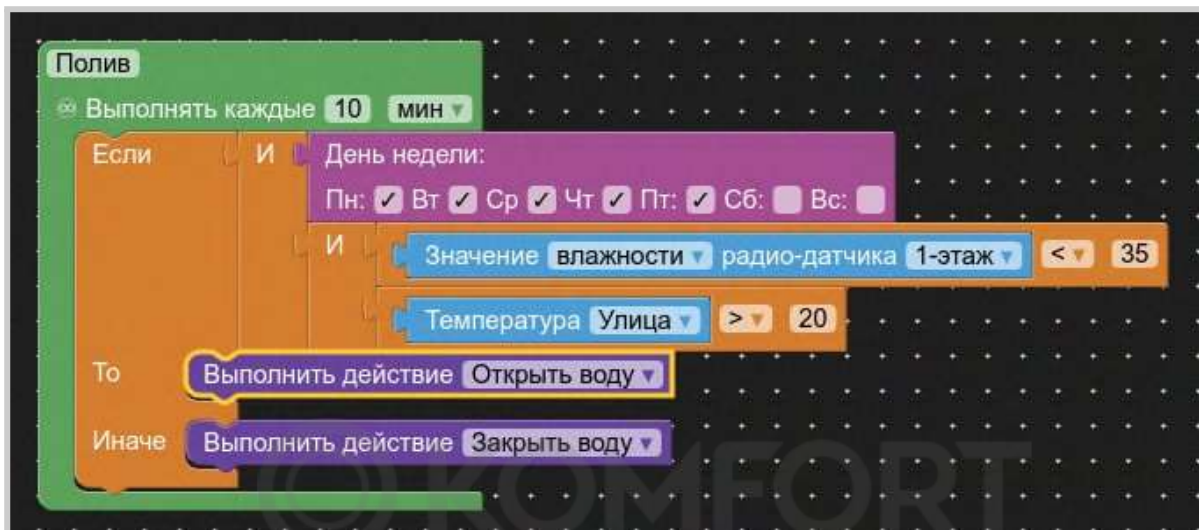 Полив
Выполнять каждые 10 мин
Если И День недели:
Пн: Вт Ср Чт Пт: Сб: Вс:
И Значение влажности радио-датчика 1-этаж < 35
Температура Улица > 20
То Выполнить действие Открыть воду
Иначе Выполнить действие Закрыть воду
KOMFORT